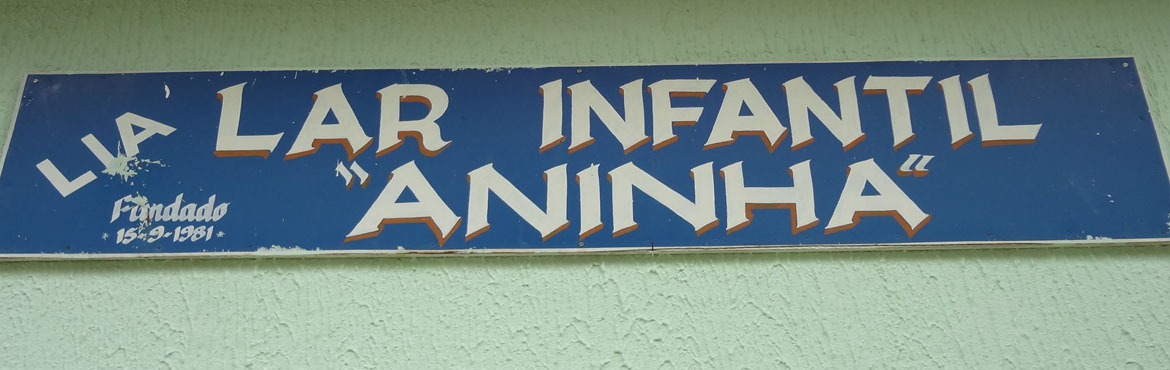 LIA
LAR INFANTIL
"ANINHA"
Fundado
*15-9-1981*